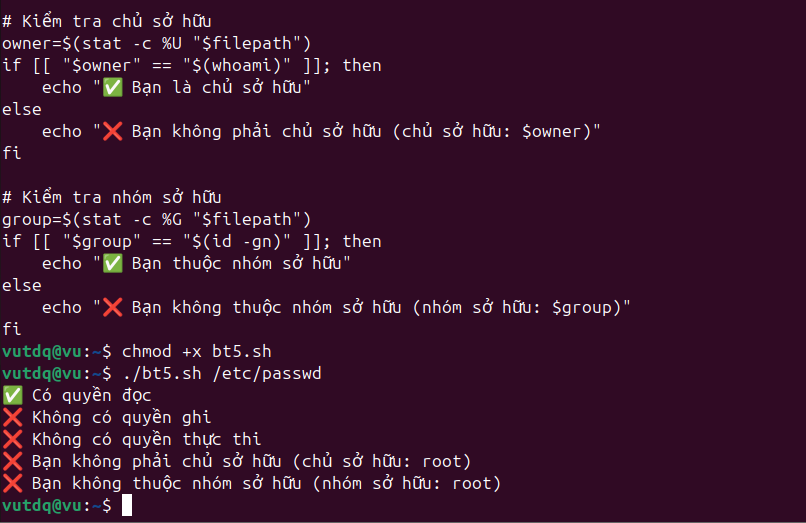 # Kiểm tra chủ sở hữu
owner=$(stat -c %U "$filepath")
if [[ "$owner" == "$(whoami)" ]]; then
    echo "✅ Bạn là chủ sở hữu"
else
    echo "❌ Bạn không phải chủ sở hữu (chủ sở hữu: $owner)"
fi

# Kiểm tra nhóm sở hữu
group=$(stat -c %G "$filepath")
if [[ "$group" == "$(id -gn)" ]]; then
    echo "✅ Bạn thuộc nhóm sở hữu"
else
    echo "❌ Bạn không thuộc nhóm sở hữu (nhóm sở hữu: $group)"
fi
vutdq@vu:~$ chmod +x bt5.sh
vutdq@vu:~$ ./bt5.sh /etc/passwd
✅ Có quyền đọc
❌ Không có quyền ghi
❌ Không có quyền thực thi
❌ Bạn không phải chủ sở hữu (chủ sở hữu: root)
❌ Bạn không thuộc nhóm sở hữu (nhóm sở hữu: root)
vutdq@vu:~$